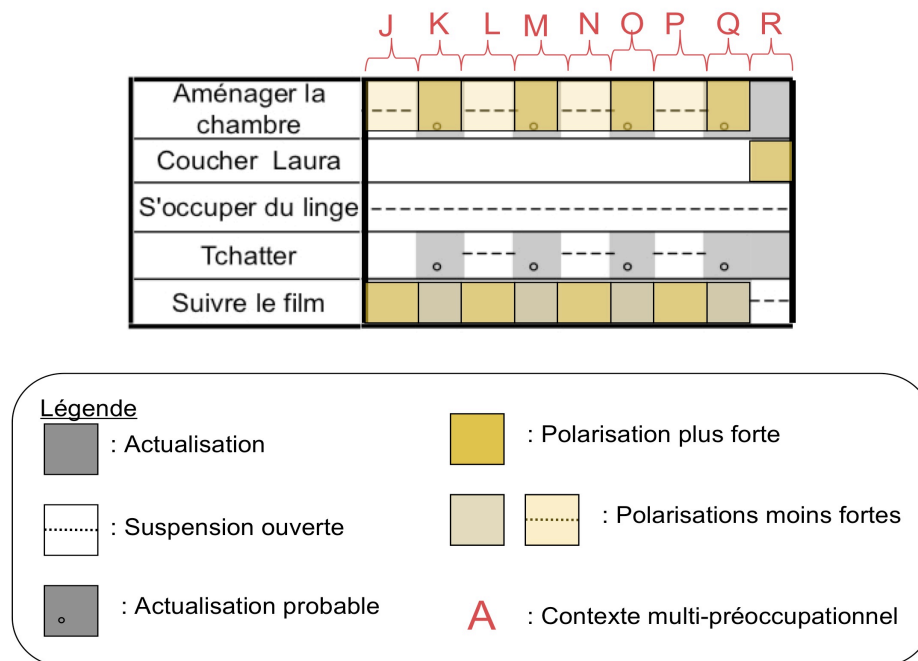 J K L M N O P Q R
Aménager la
chambre
Coucher Laura
S'occuper du linge
Tchatter
Suivre le film
Légende
: Actualisation
: Polarisation plus forte
: Suspension ouverte
: Polarisations moins fortes
: Actualisation probable
A : Contexte multi-préoccupationnel